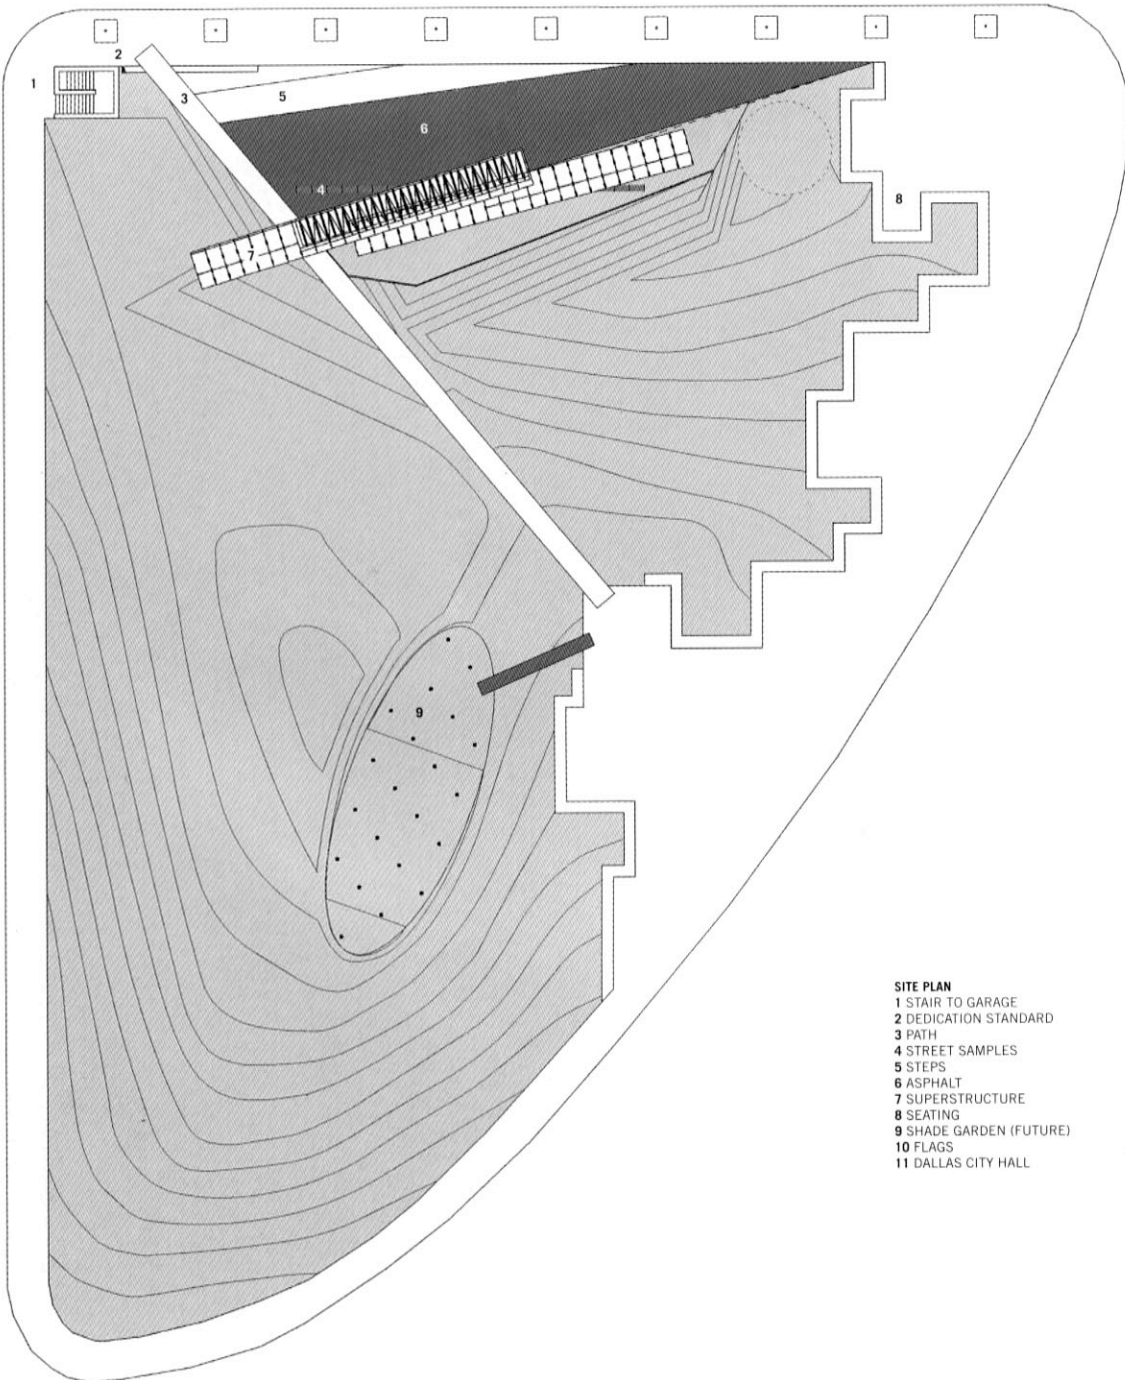 2
1
3
5
6
4
8
7
9
SITE PLAN
1 STAIR TO GARAGE
2 DEDICATION STANDARD
3 PATH
4 STREET SAMPLES
5 STEPS
6 ASPHALT
7 SUPERSTRUCTURE
8 SEATING
9 SHADE GARDEN (FUTURE)
10 FLAGS
11 DALLAS CITY HALL